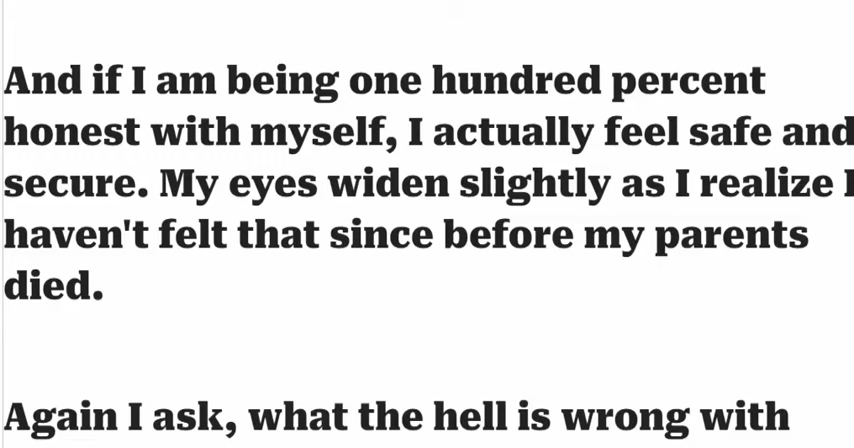 And if I am being one hundred percent
honest with myself, I actually feel safe and
secure. My eyes widen slightly as I realize I
haven't felt that since before my parents
died.
Again I ask, what the hell is wrong with